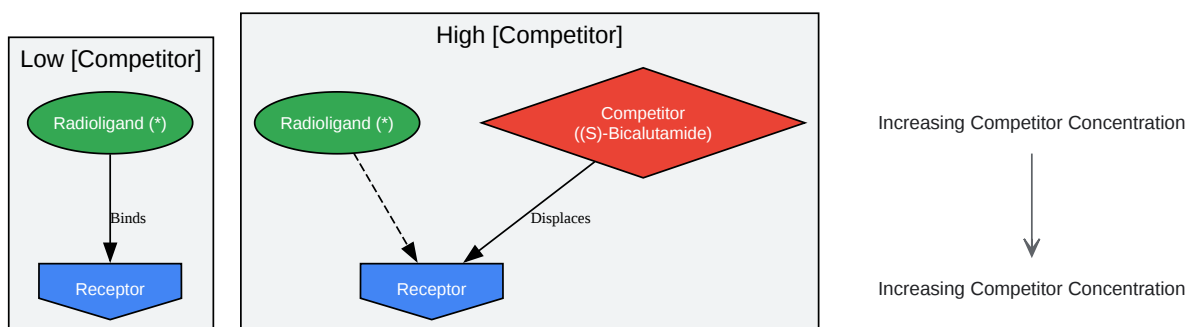 Low [Competitor]
Radioligand (*)
Binds
Receptor
High [Competitor]
Radioligand (*)
Competitor
((S)-Bicalutamide)
Displaces
Receptor
Increasing Competitor Concentration
Increasing Competitor Concentration